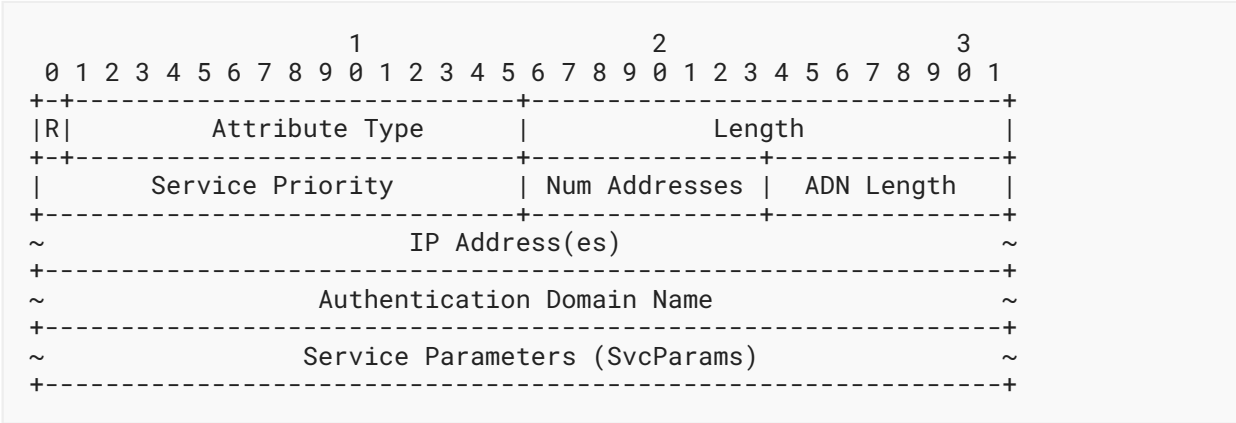 1                   2                   3
 0 1 2 3 4 5 6 7 8 9 0 1 2 3 4 5 6 7 8 9 0 1 2 3 4 5 6 7 8 9 0 1
+-+-----------------------------+-------------------------------+
|R|         Attribute Type      |            Length             |
+-+-----------------------------+---------------+---------------+
|       Service Priority        | Num Addresses |  ADN Length   |
+-------------------------------+---------------+---------------+
~                        IP Address(es)                         ~
+---------------------------------------------------------------+
~                  Authentication Domain Name                   ~
+---------------------------------------------------------------+
~                 Service Parameters (SvcParams)                ~
+---------------------------------------------------------------+